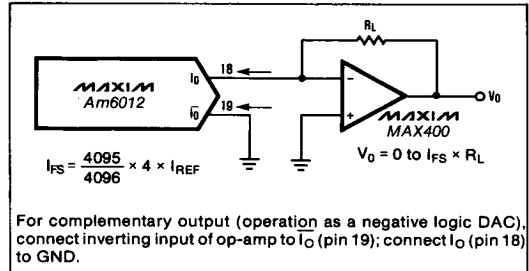 RL
MAXIM
Am6012
IO
18
IO
19
−
+
MAXIM
MAX400
VO
IFS = 4095/4096 × 4 × IREF
VO = 0 to IFS × RL
For complementary output (operation as a negative logic DAC),
connect inverting input of op-amp to IO (pin 19); connect IO (pin 18)
to GND.